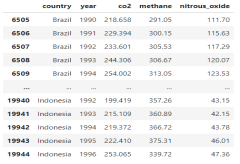 country year co2 methane nitrous_oxide
6505 Brazil 1990 218.658 291.05 111.70
6506 Brazil 1991 229.394 300.15 115.63
6507 Brazil 1992 233.601 305.53 117.29
6508 Brazil 1993 244.306 306.67 120.07
6509 Brazil 1994 254.002 313.05 123.53
... ... ... ... ... ...
19940 Indonesia 1992 199.419 357.26 43.15
19941 Indonesia 1993 215.109 360.89 42.15
19942 Indonesia 1994 219.372 366.72 43.78
19943 Indonesia 1995 222.410 375.31 46.01
19944 Indonesia 1996 253.065 339.72 47.36